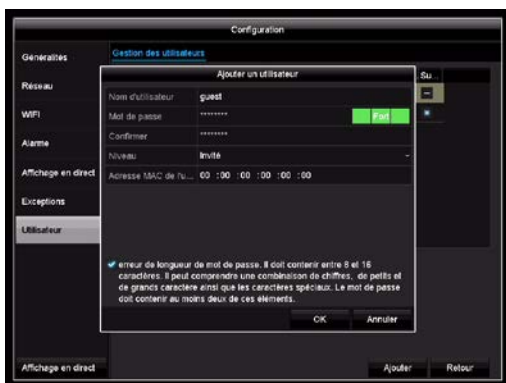 Configuration
Généralités
Réseau
WIFI
Alarme
Affichage en direct
Exceptions
Utilisateur
Affichage en direct
Gestion des utilisateurs
Su...
Ajouter un utilisateur
Nom d'utilisateur guest
Mot de passe ******** Fort
Confirmer ********
Niveau Invité
Adresse MAC de l'u... 00 :00 :00 :00 :00 :00
erreur de longueur de mot de passe. Il doit contenir entre 8 et 16
caractères. Il peut comprendre une combinaison de chiffres, de petits et
de grands caractère ainsi que les caractères spéciaux. Le mot de passe
doit contenir au moins deux de ces éléments.
OK Annuler
Ajouter Retour